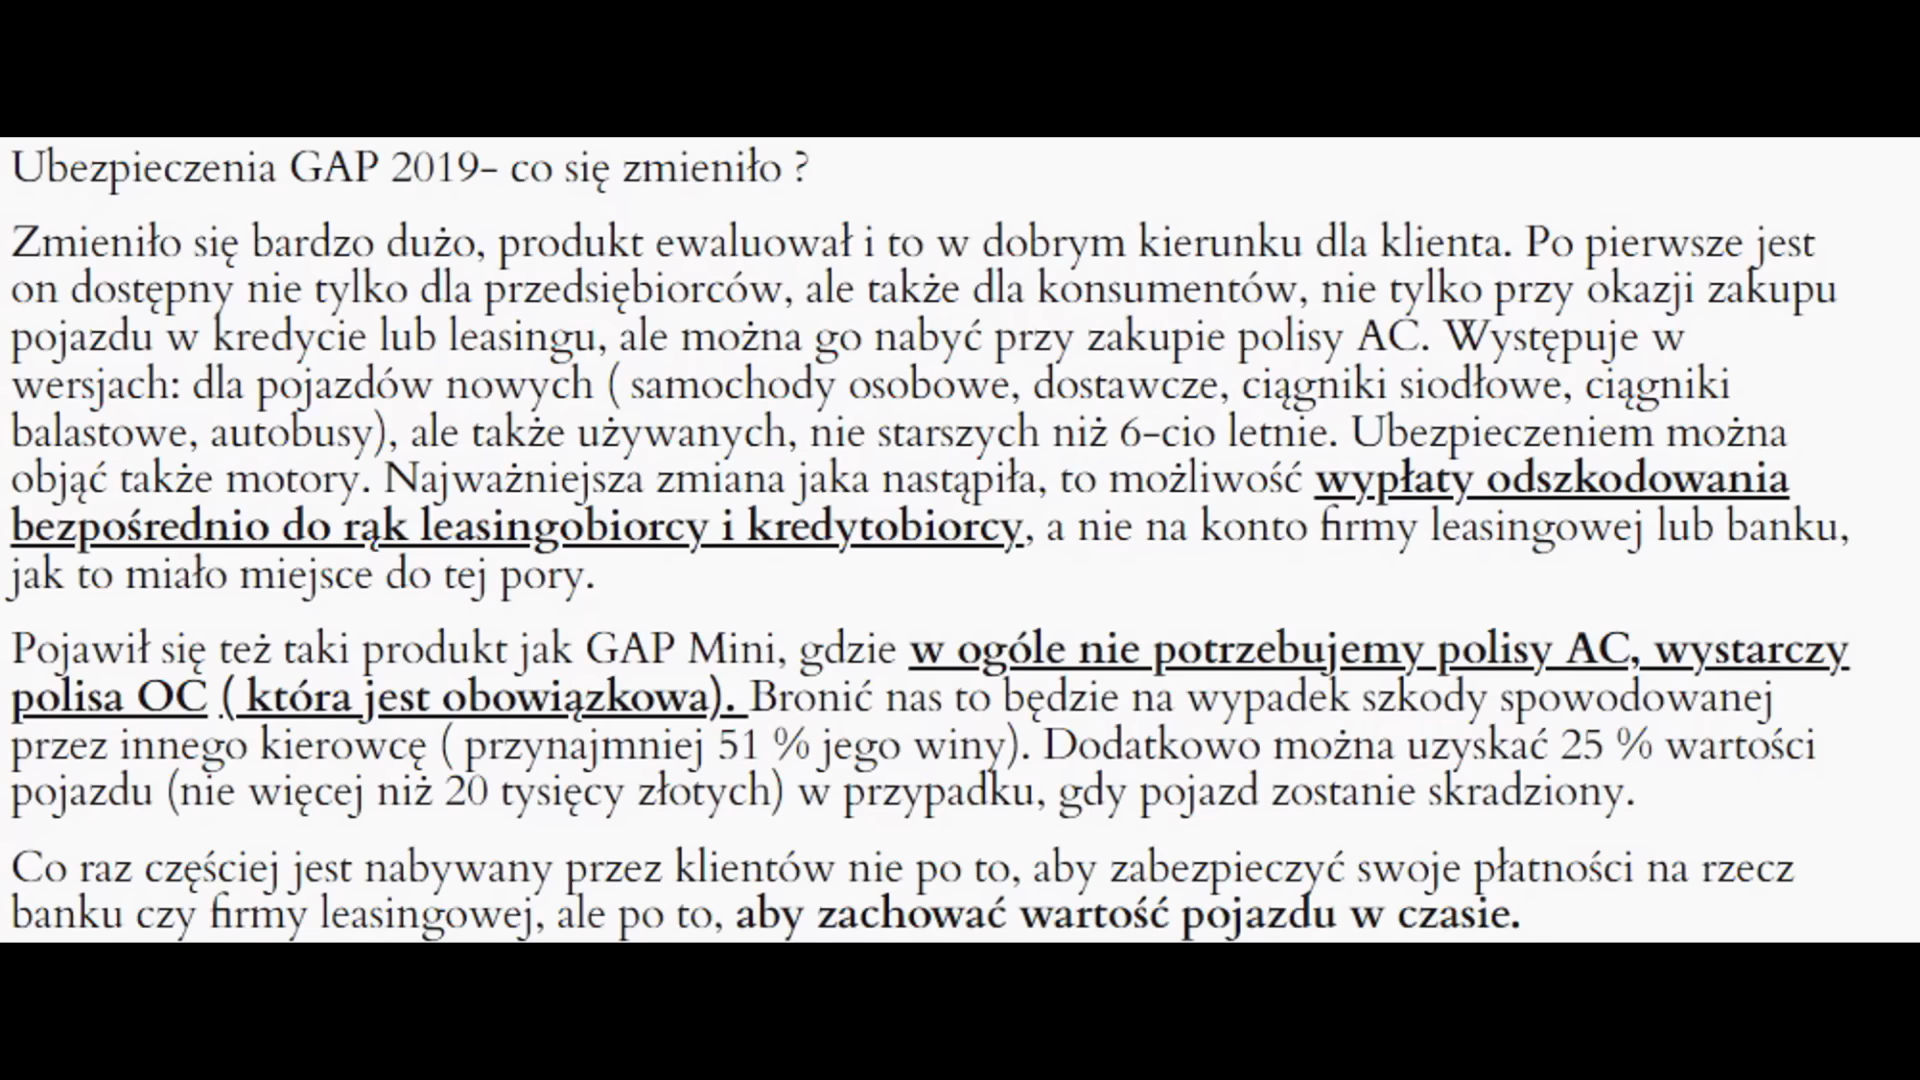 Ubezpieczenia GAP 2019- co się zmieniło ?
Zmieniło się bardzo dużo, produkt ewaluował i to w dobrym kierunku dla klienta. Po pierwsze jest
on dostępny nie tylko dla przedsiębiorców, ale także dla konsumentów, nie tylko przy okazji zakupu
pojazdu w kredycie lub leasingu, ale można go nabyć przy zakupie polisy AC. Występuje w
wersjach: dla pojazdów nowych ( samochody osobowe, dostawcze, ciągniki siodłowe, ciągniki
balastowe, autobusy), ale także używanych, nie starszych niż 6-cio letnie. Ubezpieczeniem można
objąć także motory. Najważniejsza zmiana jaka nastąpiła, to możliwość wypłaty odszkodowania
bezpośrednio do rąk leasingobiorcy i kredytobiorcy, a nie na konto firmy leasingowej lub banku,
jak to miało miejsce do tej pory.
Pojawił się też taki produkt jak GAP Mini, gdzie w ogóle nie potrzebujemy polisy AC, wystarczy
polisa OC ( która jest obowiązkowa). Bronić nas to będzie na wypadek szkody spowodowanej
przez innego kierowcę ( przynajmniej 51 % jego winy). Dodatkowo można uzyskać 25 % wartości
pojazdu (nie więcej niż 20 tysięcy złotych) w przypadku, gdy pojazd zostanie skradziony.
Co raz częściej jest nabywany przez klientów nie po to, aby zabezpieczyć swoje płatności na rzecz
banku czy firmy leasingowej, ale po to, aby zachować wartość pojazdu w czasie.